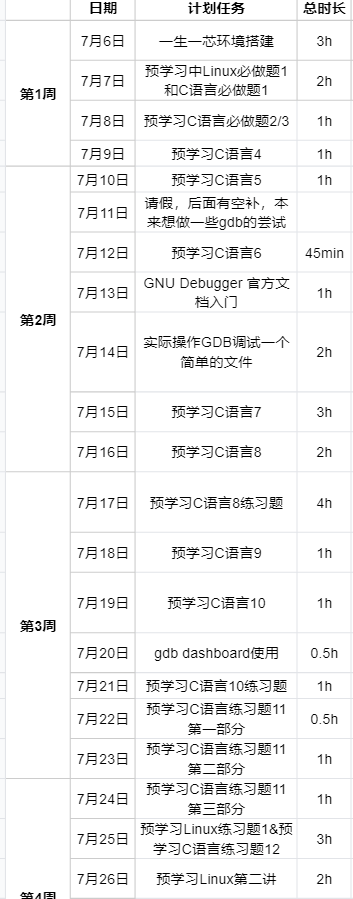 日期 计划任务 总时长
第1周
7月6日 一生一芯环境搭建 3h
7月7日 预学习中Linux必做题1
和C语言必做题1 2h
7月8日 预学习C语言必做题2/3 1h
7月9日 预学习C语言4 1h
第2周
7月10日 预学习C语言5 1h
7月11日 请假，后面有空补，本
来想做一些gdb的尝试
7月12日 预学习C语言6 45min
7月13日 GNU Debugger 官方文
档入门 1h
7月14日 实际操作GDB调试一个
简单的文件 2h
7月15日 预学习C语言7 3h
7月16日 预学习C语言8 2h
第3周
7月17日 预学习C语言8练习题 4h
7月18日 预学习C语言9 1h
7月19日 预学习C语言10 1h
7月20日 gdb dashboard使用 0.5h
7月21日 预学习C语言10练习题 1h
7月22日 预学习C语言练习题11
第一部分 0.5h
7月23日 预学习C语言练习题11
第二部分 1h
第4周
7月24日 预学习C语言练习题11
第三部分 1h
7月25日 预学习Linux练习题1&预
学习C语言练习题12 3h
7月26日 预学习Linux第二讲 2h